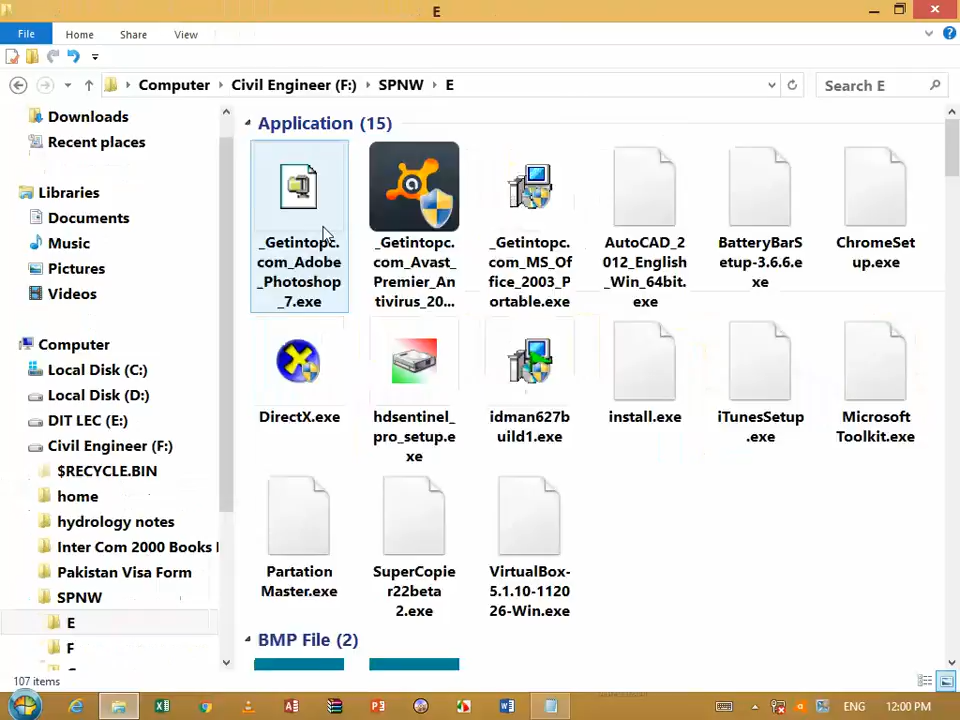 E
File Home Share View
Computer Civil Engineer (F:) SPNW E Search E
Downloads
Recent places
Libraries
Documents
Music
Pictures
Videos
Computer
Local Disk (C:)
Local Disk (D:)
DIT LEC (E:)
Civil Engineer (F:)
$RECYCLE.BIN
home
hydrology notes
Inter Com 2000 Books
Pakistan Visa Form
SPNW
E
F
Application (15)
_Getintopc.
com_Adobe
_Photoshop
_7.exe
_Getintopc.
com_Avast_
Premier_An
tivirus_20...
_Getintopc.
com_MS_Of
fice_2003_P
ortable.exe
AutoCAD_2
012_English
_Win_64bit.
exe
BatteryBarS
etup-3.6.6.e
xe
ChromeSet
up.exe
DirectX.exe
hdsentinel_
pro_setup.e
xe
idman627b
uild1.exe
install.exe
iTunesSetup
.exe
Microsoft
Toolkit.exe
Partation
Master.exe
SuperCopie
r22beta
2.exe
VirtualBox-
5.1.10-1120
26-Win.exe
BMP File (2)
107 items
ENG 12:00 PM